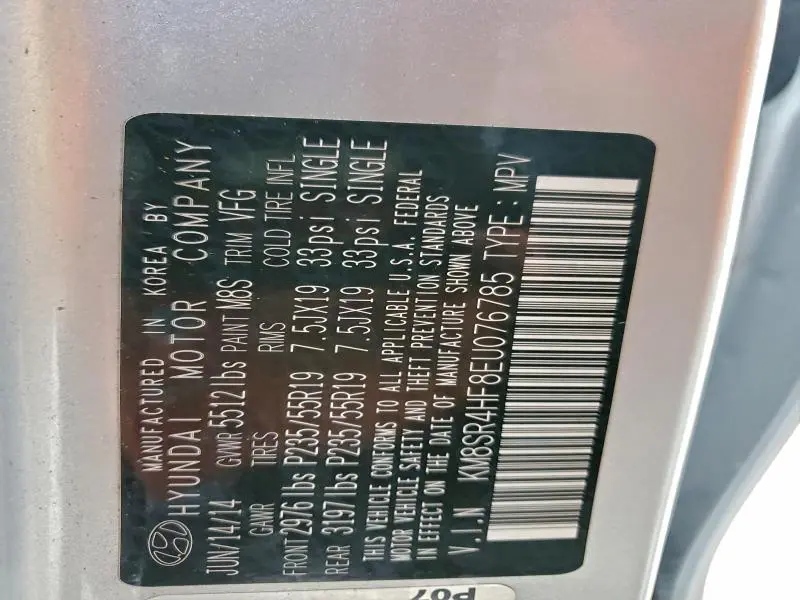 MANUFACTURED IN KOREA BY
HYUNDAI MOTOR COMPANY
JUN/14/14 GVWR 5512lbs PAINT M8S TRIM VFG
GAWR TIRES RIMS COLD TIRE INFL
FRONT 2976lbs P235/55R19 7.5JX19 33psi SINGLE
REAR 3197lbs P235/55R19 7.5JX19 33psi SINGLE
THIS VEHICLE CONFORMS TO ALL APPLICABLE U.S.A. FEDERAL
MOTOR VEHICLE SAFETY AND THEFT PREVENTION STANDARDS
IN EFFECT ON THE DATE OF MANUFACTURE SHOWN ABOVE
V.I.N KM8SR4HF8EU076785 TYPE : MPV